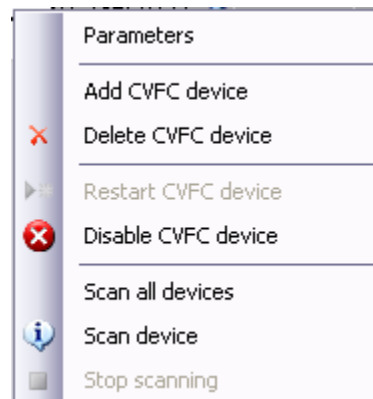 Parameters
Add CVFC device
Delete CVFC device
Restart CVFC device
Disable CVFC device
Scan all devices
Scan device
Stop scanning